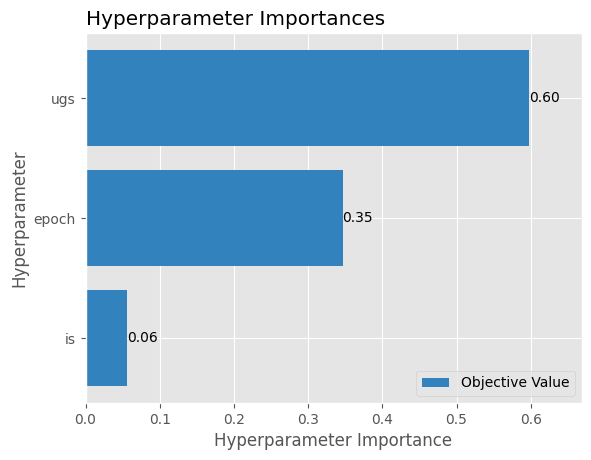 Hyperparameter Importances
Hyperparameter
ugs
0.60
epoch
0.35
is
0.06
Objective Value
0.0 0.1 0.2 0.3 0.4 0.5 0.6
Hyperparameter Importance